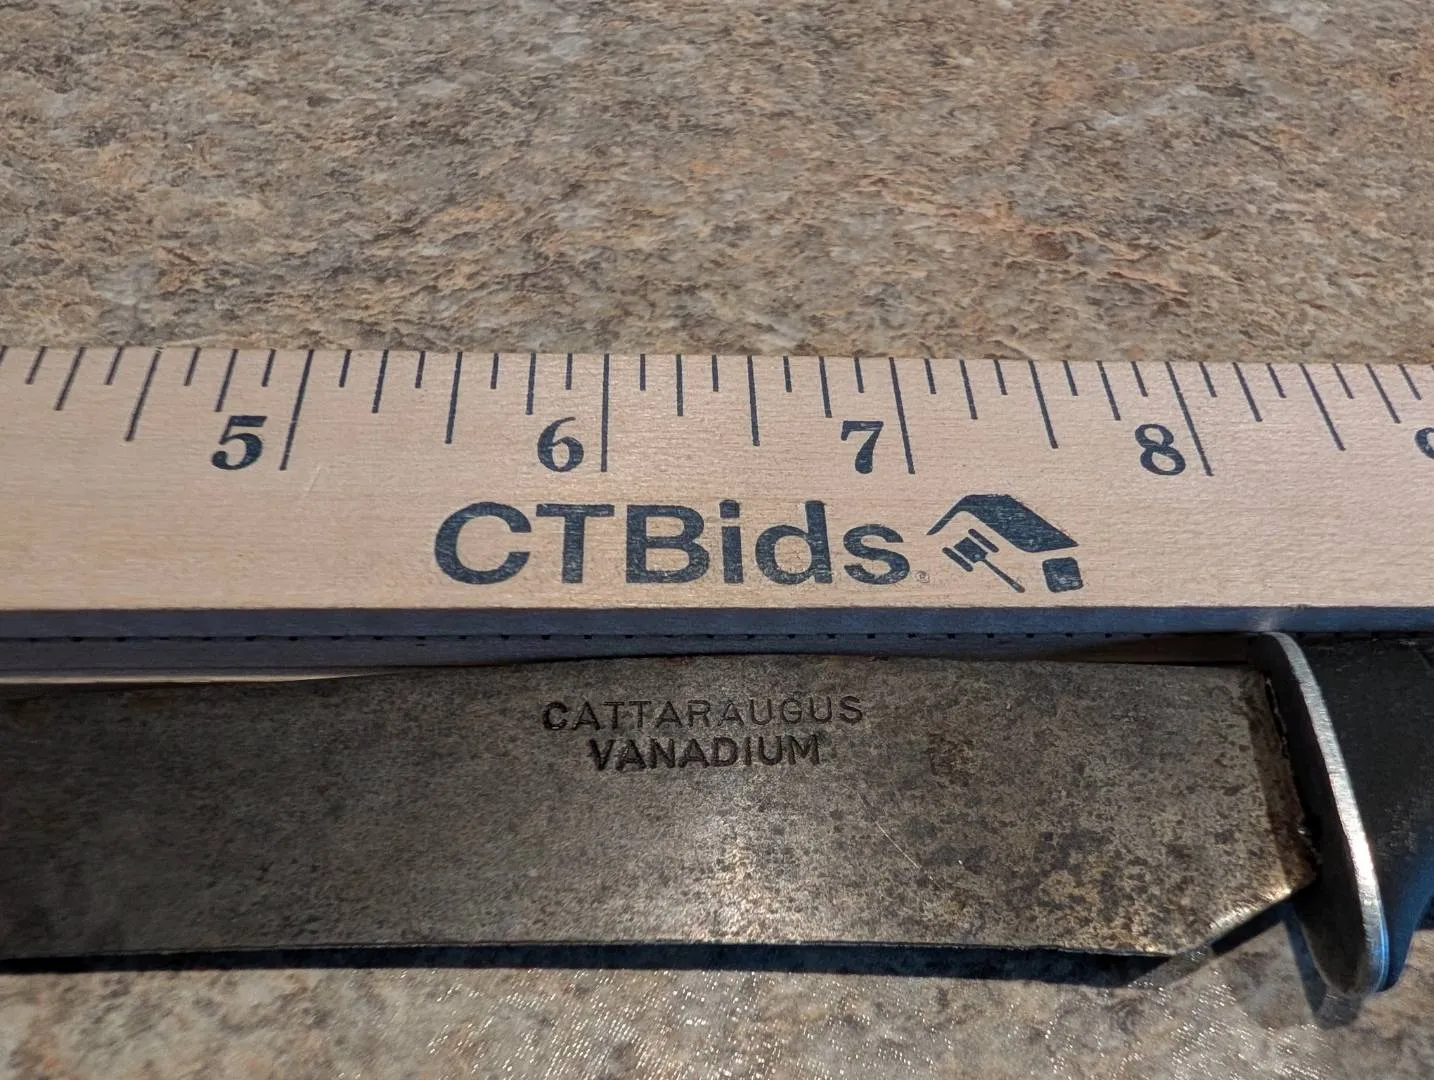 5 6 7 8
CTBids®
CATTARAUGUS
VANADIUM